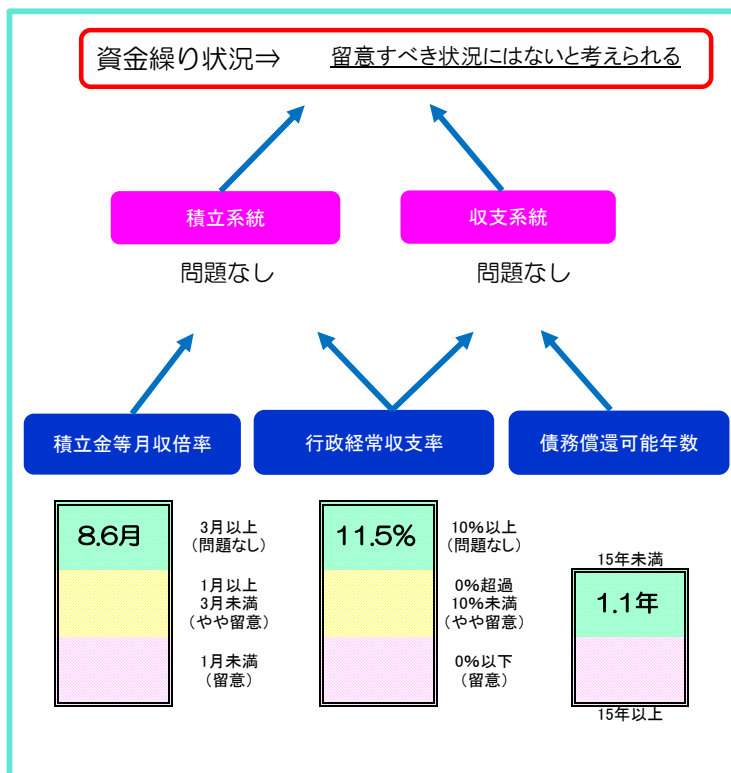 資金繰り状況⇒ 留意すべき状況にはないと考えられる
積立系統
収支系統
問題なし
問題なし
積立金等月収倍率
行政経常収支率
債務償還可能年数
8.6月
3月以上
(問題なし)
1月以上
3月未満
(やや留意)
1月未満
(留意)
11.5%
10%以上
(問題なし)
0%超過
10%未満
(やや留意)
0%以下
(留意)
15年未満
1.1年
15年以上